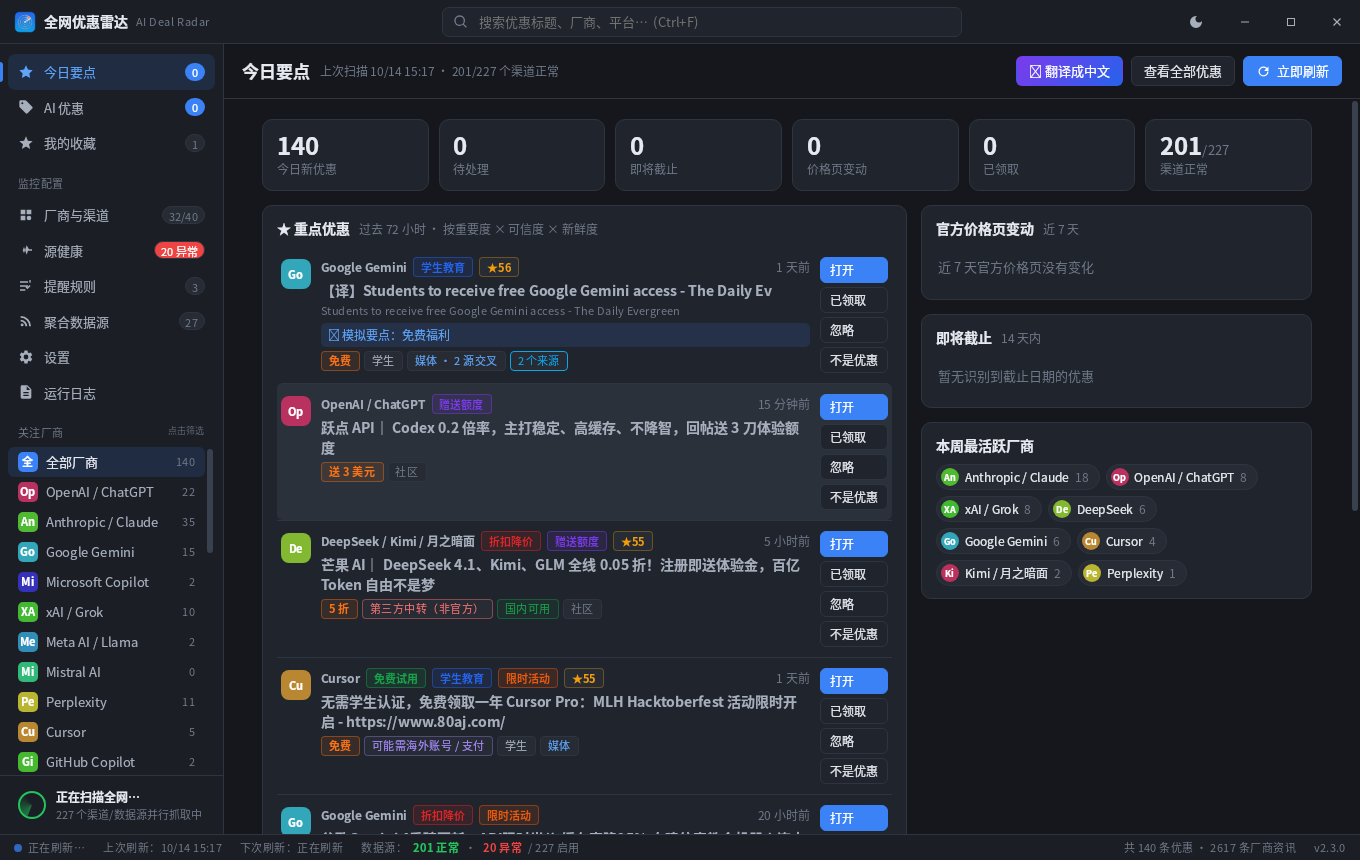 全网优惠雷达 AI Deal Radar
搜索优惠标题、厂商、平台… (Ctrl+F)
今日要点 0
AI 优惠 0
我的收藏 1
监控配置
厂商与渠道 32/40
源健康 20 异常
提醒规则 3
聚合数据源 27
设置
运行日志
关注厂商 点击筛选
全 全部厂商 140
Op OpenAI / ChatGPT 22
An Anthropic / Claude 35
Go Google Gemini 15
Mi Microsoft Copilot 2
XA xAI / Grok 10
Me Meta AI / Llama 2
Mi Mistral AI 0
Pe Perplexity 11
Cu Cursor 5
Gi GitHub Copilot 2
正在扫描全网…
227 个渠道/数据源并行抓取中
今日要点 上次扫描 10/14 15:17 · 201/227 个渠道正常
翻译成中文
查看全部优惠
立即刷新
140
今日新优惠
0
待处理
0
即将截止
0
价格页变动
0
已领取
201/227
渠道正常
★ 重点优惠 过去 72 小时 · 按重要度 × 可信度 × 新鲜度
Go Google Gemini 学生教育 ★56 1 天前
【译】Students to receive free Google Gemini access - The Daily Ev
Students to receive free Google Gemini access - The Daily Evergreen
模拟要点：免费福利
免费 学生 媒体 · 2 源交叉 2 个来源
打开
已领取
忽略
不是优惠
Op OpenAI / ChatGPT 赠送额度 15 分钟前
跃点 API｜ Codex 0.2 倍率，主打稳定、高缓存、不降智，回帖送 3 刀体验额
度
送 3 美元 社区
打开
已领取
忽略
不是优惠
De DeepSeek / Kimi / 月之暗面 折扣降价 赠送额度 ★55 5 小时前
芒果 AI｜ DeepSeek 4.1、Kimi、GLM 全线 0.05 折！注册即送体验金，百亿
Token 自由不是梦
5 折 第三方中转（非官方） 国内可用 社区
打开
已领取
忽略
不是优惠
Cu Cursor 免费试用 学生教育 限时活动 ★55 1 天前
无需学生认证，免费领取一年 Cursor Pro：MLH Hacktoberfest 活动限时开
启 - https://www.80aj.com/
免费 可能需海外账号 / 支付 学生 媒体
打开
已领取
忽略
不是优惠
Go Google Gemini 折扣降价 限时活动 20 小时前
打开
官方价格页变动 近 7 天
近 7 天官方价格页没有变化
即将截止 14 天内
暂无识别到截止日期的优惠
本周最活跃厂商
An Anthropic / Claude 18 Op OpenAI / ChatGPT 8
XA xAI / Grok 8 De DeepSeek 6
Go Google Gemini 6 Cu Cursor 4
Ki Kimi / 月之暗面 2 Pe Perplexity 1
正在刷新… 上次刷新：10/14 15:17 下次刷新：正在刷新 数据源： 201 正常 · 20 异常 / 227 启用
共 140 条优惠 · 2617 条厂商资讯 v2.3.0